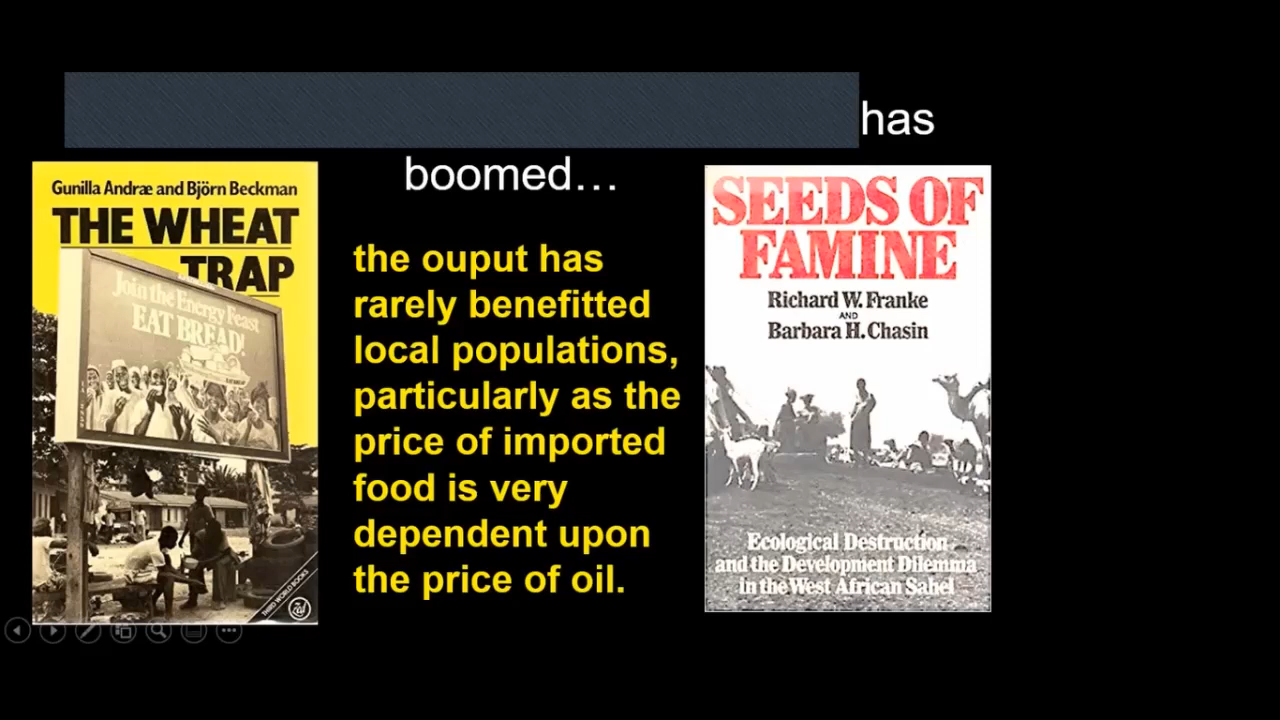 has
boomed…
Gunilla Andræ and Björn Beckman
THE WHEAT
TRAP
Join the Energy Feast
EAT BREAD!
THIRD WORLD BOOKS
the ouput has
rarely benefitted
local populations,
particularly as the
price of imported
food is very
dependent upon
the price of oil.
SEEDS OF
FAMINE
Richard W. Franke
AND
Barbara H. Chasin
Ecological Destruction
and the Development Dilemma
in the West African Sahel